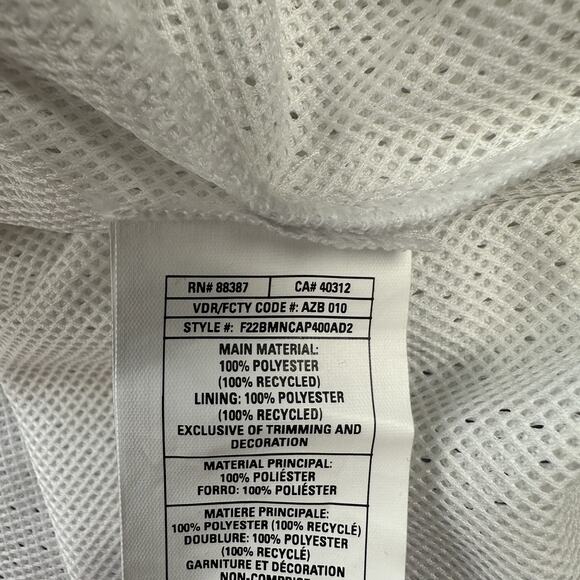 RN# 88387 CA# 40312
VDR/FCTY CODE #: AZB 010
STYLE #: F22BMNCAP400AD2
MAIN MATERIAL:
100% POLYESTER
(100% RECYCLED)
LINING: 100% POLYESTER
(100% RECYCLED)
EXCLUSIVE OF TRIMMING AND
DECORATION
MATERIAL PRINCIPAL:
100% POLIÉSTER
FORRO: 100% POLIÉSTER
MATIERE PRINCIPALE:
100% POLYESTER (100% RECYCLÉ)
DOUBLURE: 100% POLYESTER
(100% RECYCLÉ)
GARNITURE ET DÉCORATION
NON-COMPRISE